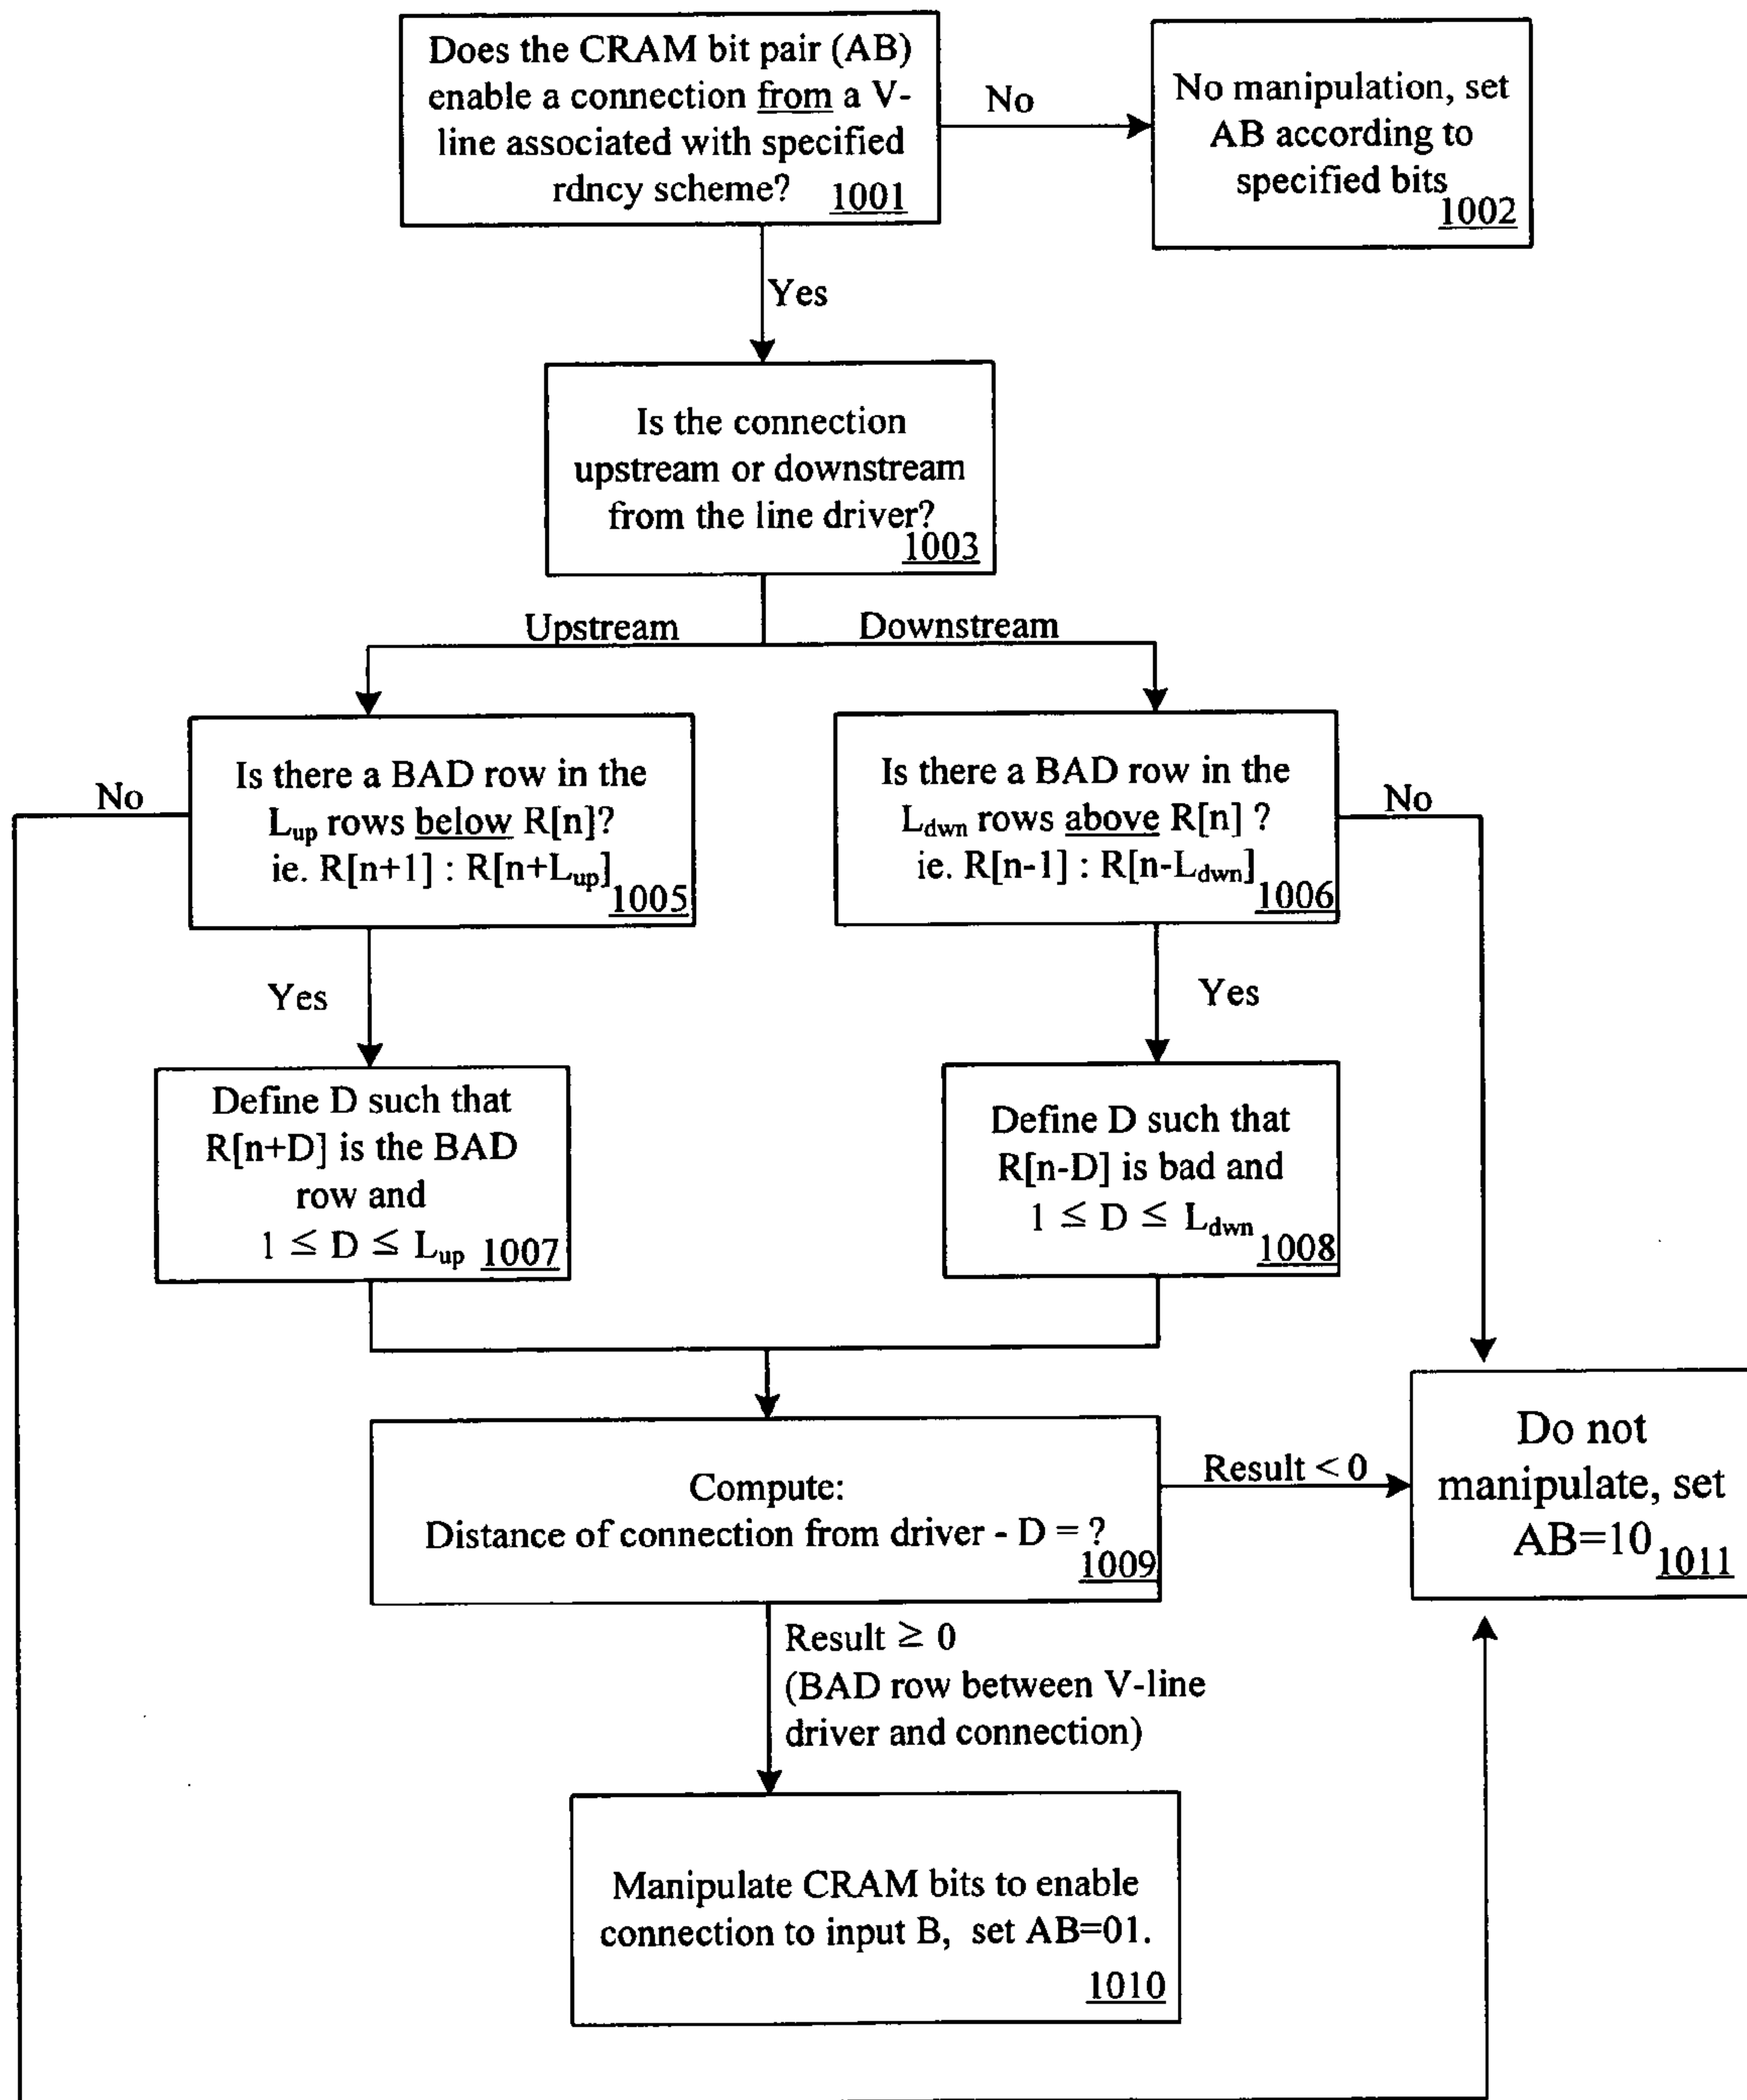 Does the CRAM bit pair (AB)
enable a connection from a V-
line associated with specified
rdncy scheme? 1001
No
No manipulation, set
AB according to
specified bits
1002
Yes
Is the connection
upstream or downstream
from the line driver?
1003
Upstream
Downstream
No
Is there a BAD row in the
Lup rows below R[n]?
ie. R[n+1] : R[n+Lup]
1005
Is there a BAD row in the
Ldwn rows above R[n] ?
ie. R[n-1] : R[n-Ldwn]
1006
No
Yes
Yes
Define D such that
R[n+D] is the BAD
row and
1 ≤ D ≤ Lup 1007
Define D such that
R[n-D] is bad and
1 ≤ D ≤ Ldwn
1008
Compute:
Distance of connection from driver - D = ?
1009
Result < 0
Do not
manipulate, set
AB=10
1011
Result ≥ 0
(BAD row between V-line
driver and connection)
Manipulate CRAM bits to enable
connection to input B, set AB=01.
1010